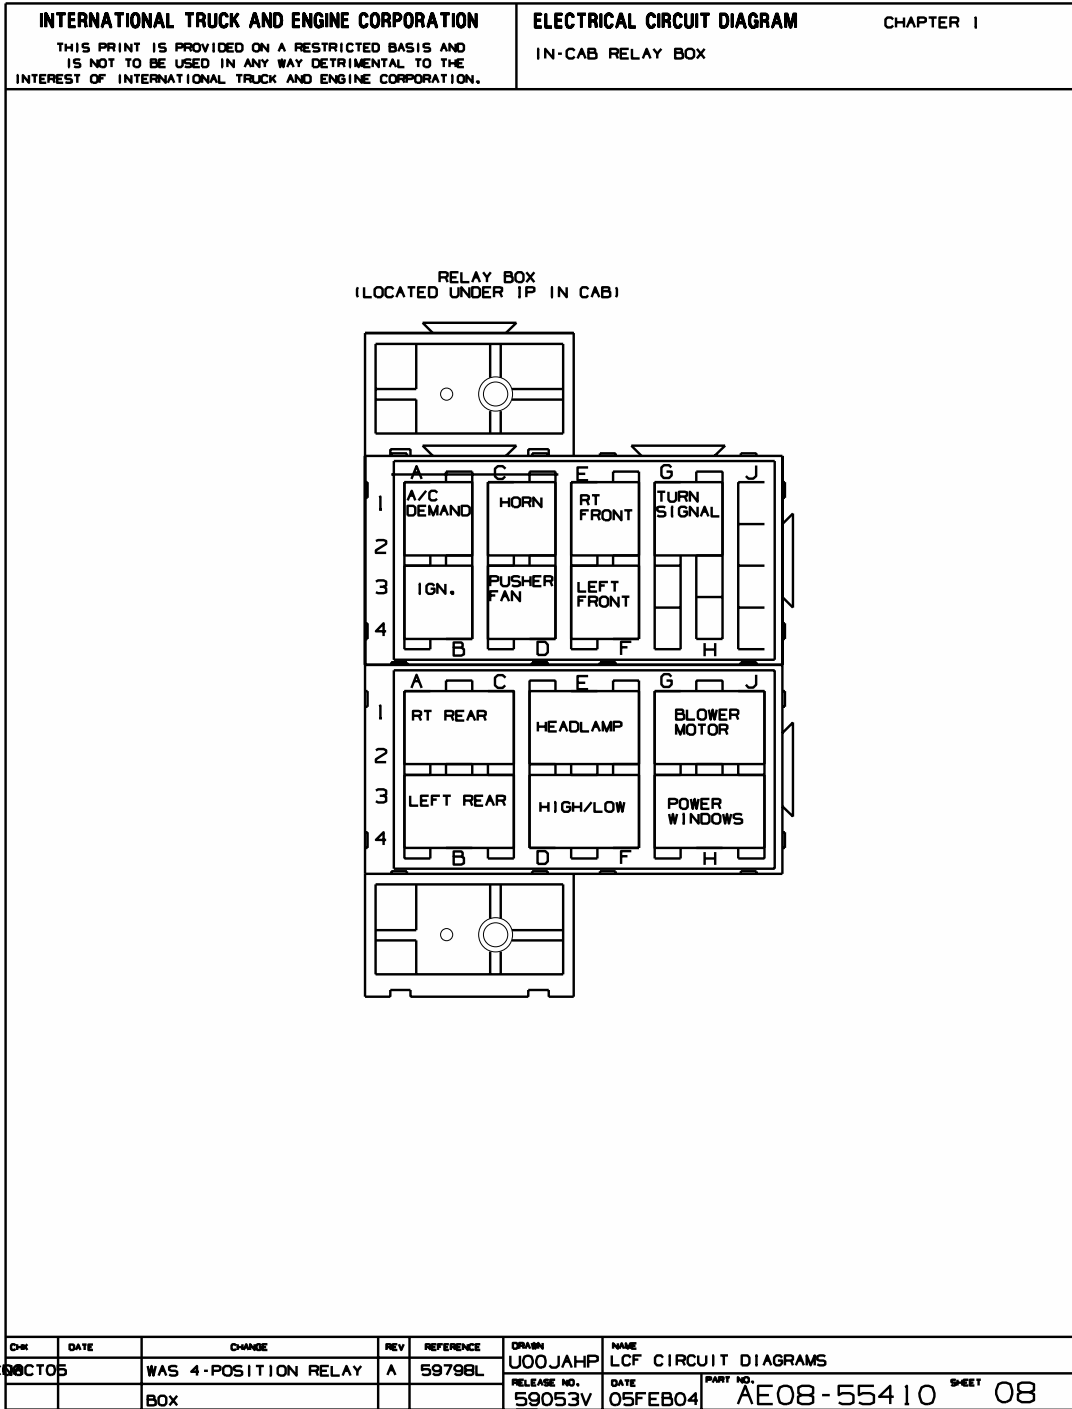 INTERNATIONAL TRUCK AND ENGINE CORPORATION
THIS PRINT IS PROVIDED ON A RESTRICTED BASIS AND
IS NOT TO BE USED IN ANY WAY DETRIMENTAL TO THE
INTEREST OF INTERNATIONAL TRUCK AND ENGINE CORPORATION.
ELECTRICAL CIRCUIT DIAGRAM
CHAPTER 1
IN-CAB RELAY BOX
RELAY BOX
(LOCATED UNDER IP IN CAB)
A C E G J
1
A/C
DEMAND
HORN
RT
FRONT
TURN
SIGNAL
2
3
IGN.
PUSHER
FAN
LEFT
FRONT
4
B D F H
A C E G J
1
RT REAR
HEADLAMP
BLOWER
MOTOR
2
3
LEFT REAR
HIGH/LOW
POWER
WINDOWS
4
B D F H
CHK DATE CHANGE REV REFERENCE
WAS 4-POSITION RELAY A 59798L
BOX
DRAWN
U00JAHP
NAME
LCF CIRCUIT DIAGRAMS
RELEASE NO.
59053V
DATE
05FEB04
PART NO.
AE08-55410
SHEET 08